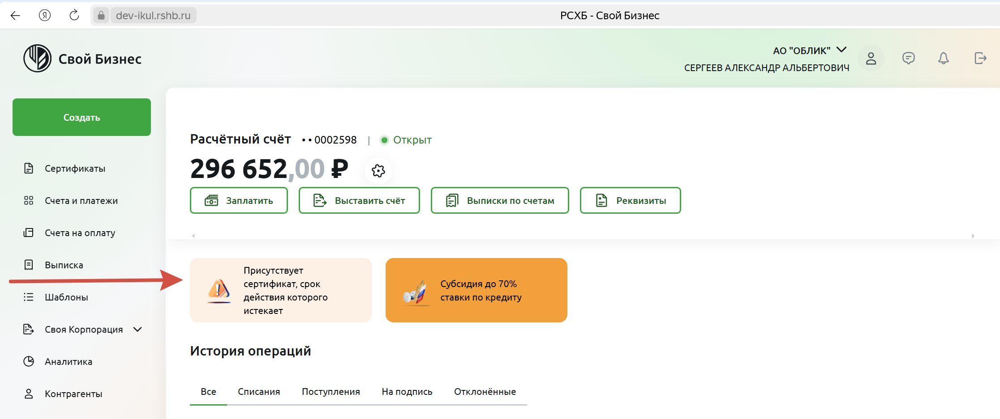 dev-ikul.rshb.ru
РСХБ - Свой Бизнес
Свой Бизнес
АО "ОБЛИК"
СЕРГЕЕВ АЛЕКСАНДР АЛЬБЕРТОВИЧ
Создать
Сертификаты
Счета и платежи
Счета на оплату
Выписка
Шаблоны
Своя Корпорация
Аналитика
Контрагенты
Расчётный счёт •• 0002598 | Открыт
296 652,00 ₽
Заплатить
Выставить счёт
Выписки по счетам
Реквизиты
Присутствует
сертификат, срок
действия которого
истекает
Субсидия до 70%
ставки по кредиту
История операций
Все
Списания
Поступления
На подпись
Отклонённые